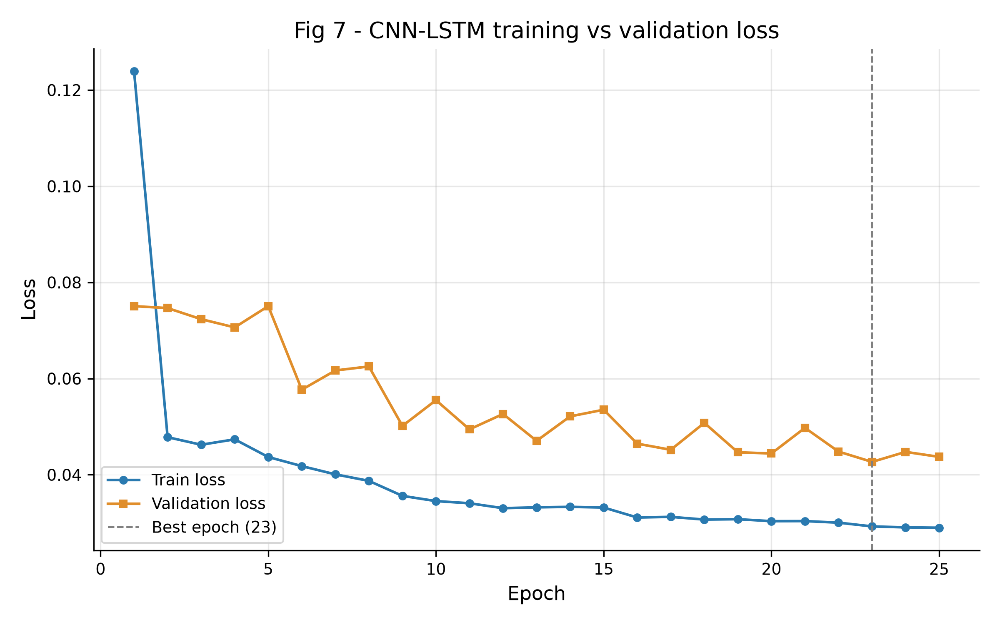 Fig 7 - CNN-LSTM training vs validation loss
0.12
0.10
0.08
0.06
0.04
Loss
Train loss
Validation loss
Best epoch (23)
0 5 10 15 20 25
Epoch